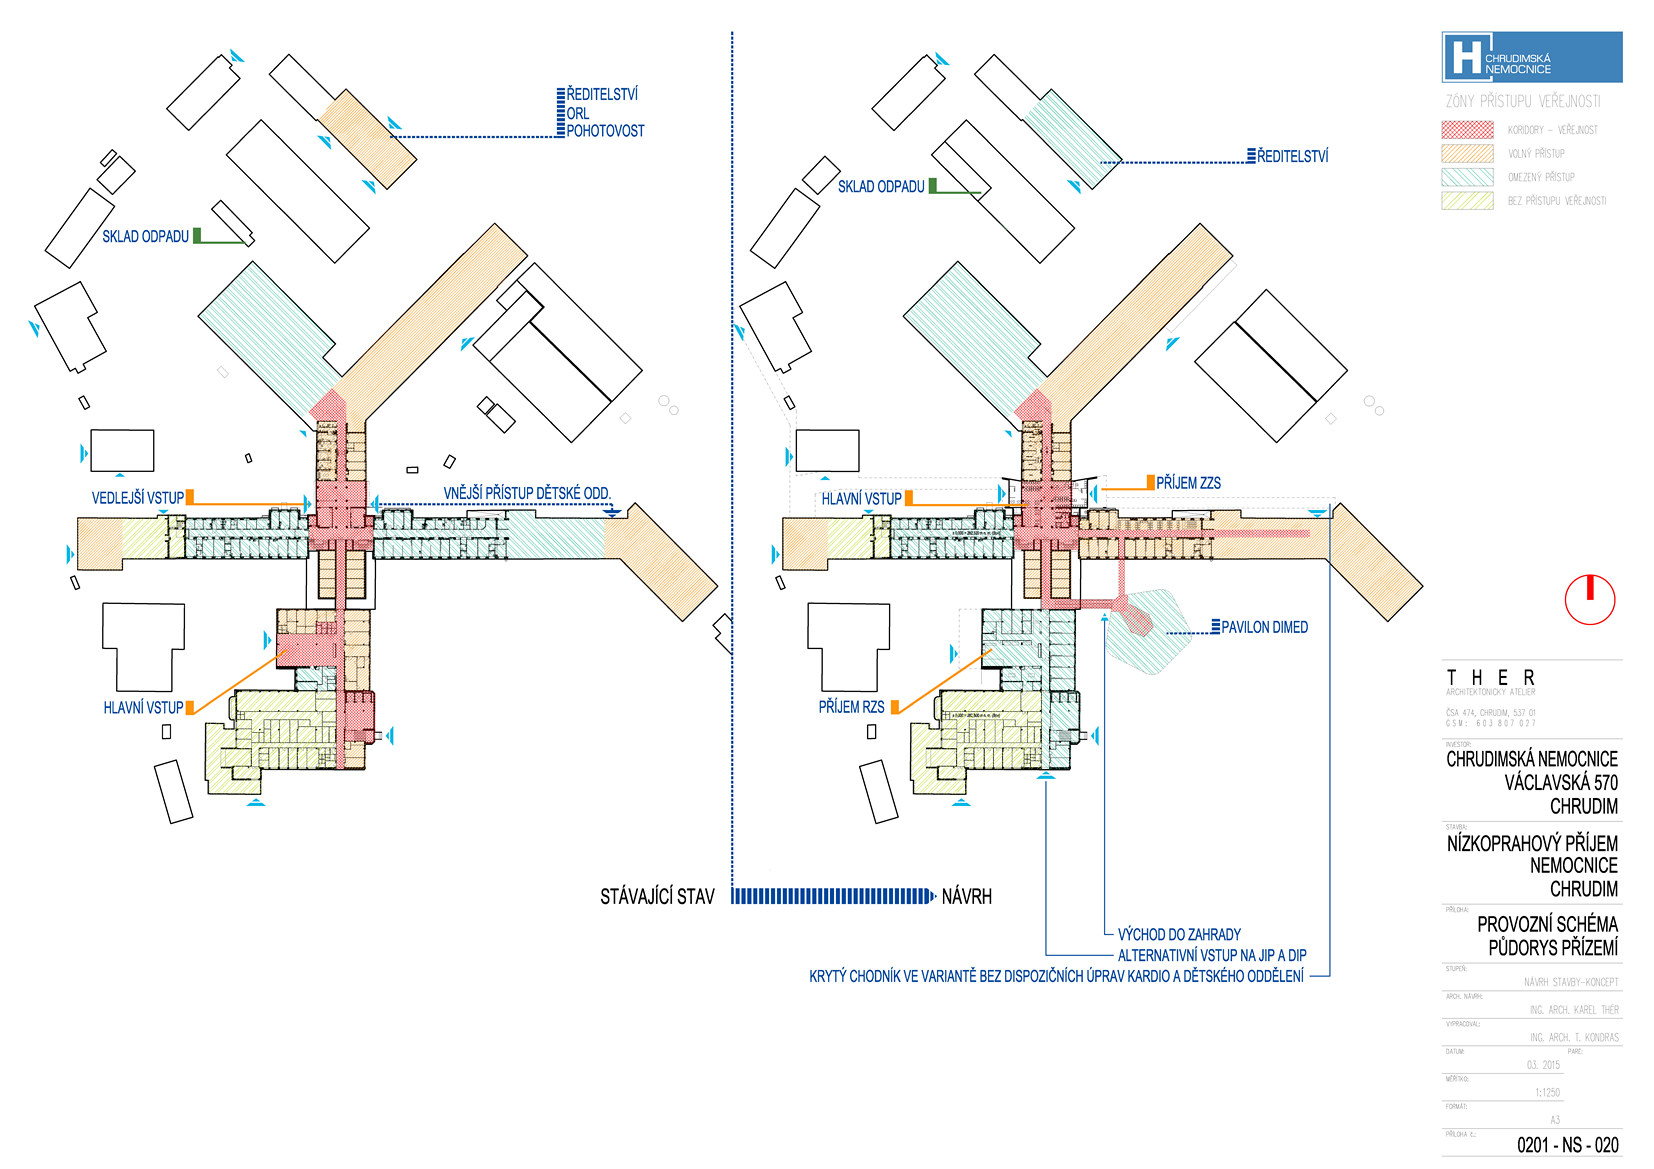 ŘEDITELSTVÍ
ORL
POHOTOVOST
SKLAD ODPADU
VEDLEJŠÍ VSTUP
VNĚJŠÍ PŘÍSTUP DĚTSKÉ ODD.
HLAVNÍ VSTUP
STÁVAJÍCÍ STAV
NÁVRH
ŘEDITELSTVÍ
SKLAD ODPADU
HLAVNÍ VSTUP
PŘÍJEM ZZS
PAVILON DIMED
PŘÍJEM RZS
VÝCHOD DO ZAHRADY
ALTERNATIVNÍ VSTUP NA JIP A DIP
KRYTÝ CHODNÍK VE VARIANTĚ BEZ DISPOZIČNÍCH ÚPRAV KARDIO A DĚTSKÉHO ODDĚLENÍ
H CHRUDIMSKÁ
NEMOCNICE
ZÓNY PŘÍSTUPU VEŘEJNOSTI
KORIDORY - VEŘEJNOST
VOLNÝ PŘÍSTUP
OMEZENÝ PŘÍSTUP
BEZ PŘÍSTUPU VEŘEJNOSTI
THER
ARCHITEKTONICKÝ ATELIER
ČSA 474, CHRUDIM, 537 01
GSM: 603 807 027
INVESTOR:
CHRUDIMSKÁ NEMOCNICE
VÁCLAVSKÁ 570
CHRUDIM
STAVBA:
NÍZKOPRAHOVÝ PŘÍJEM
NEMOCNICE
CHRUDIM
PŘÍLOHA:
PROVOZNÍ SCHÉMA
PŮDORYS PŘÍZEMÍ
STUPEŇ:
NÁVRH STAVBY-KONCEPT
ARCH. NÁVRH:
ING. ARCH. KAREL THÉR
VYPRACOVAL:
ING. ARCH. T. KONDRAS
DATUM: PARÉ:
03. 2015
MĚŘÍTKO:
1:1250
FORMÁT:
A3
PŘÍLOHA č.:
0201 - NS - 020